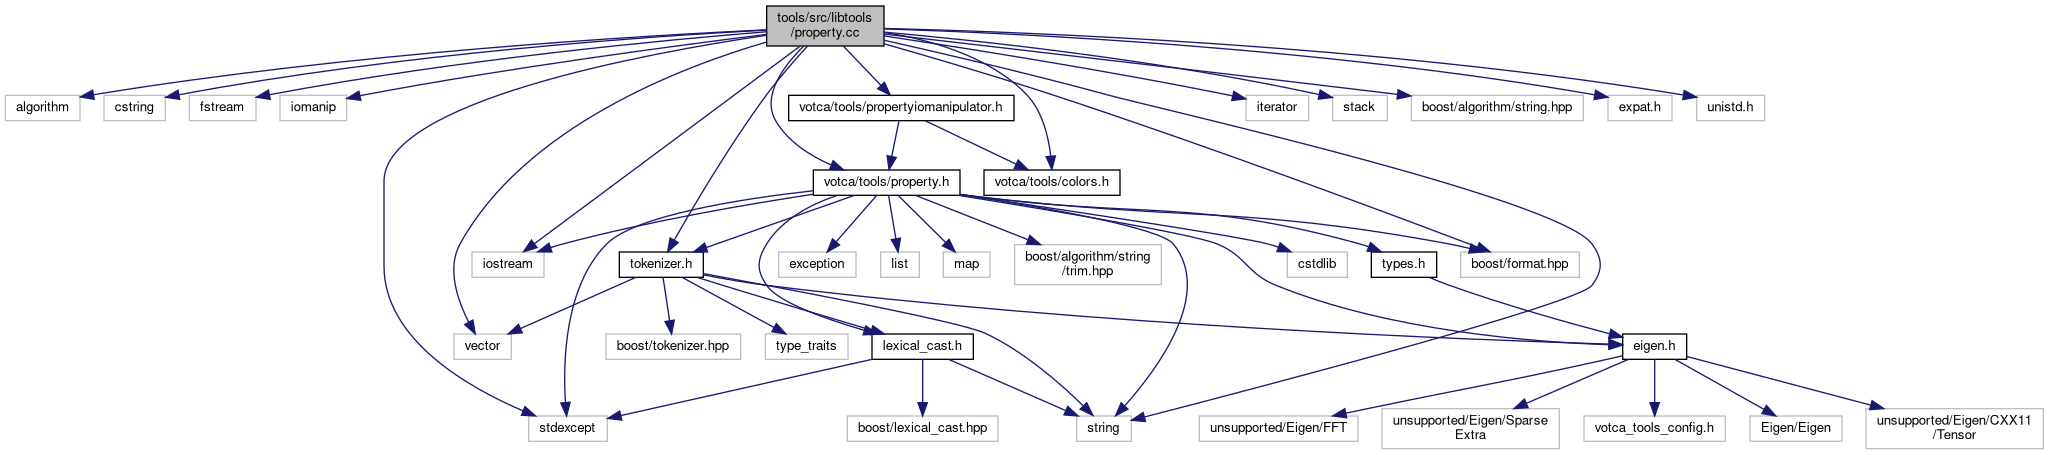 tools/src/libtools
/property.cc
algorithm
cstring
fstream
iomanip
votca/tools/propertyiomanipulator.h
iterator
stack
boost/algorithm/string.hpp
expat.h
unistd.h
votca/tools/property.h
votca/tools/colors.h
iostream
tokenizer.h
exception
list
map
boost/algorithm/string
/trim.hpp
cstdlib
types.h
boost/format.hpp
vector
boost/tokenizer.hpp
type_traits
lexical_cast.h
eigen.h
stdexcept
boost/lexical_cast.hpp
string
unsupported/Eigen/FFT
unsupported/Eigen/Sparse
Extra
votca_tools_config.h
Eigen/Eigen
unsupported/Eigen/CXX11
/Tensor